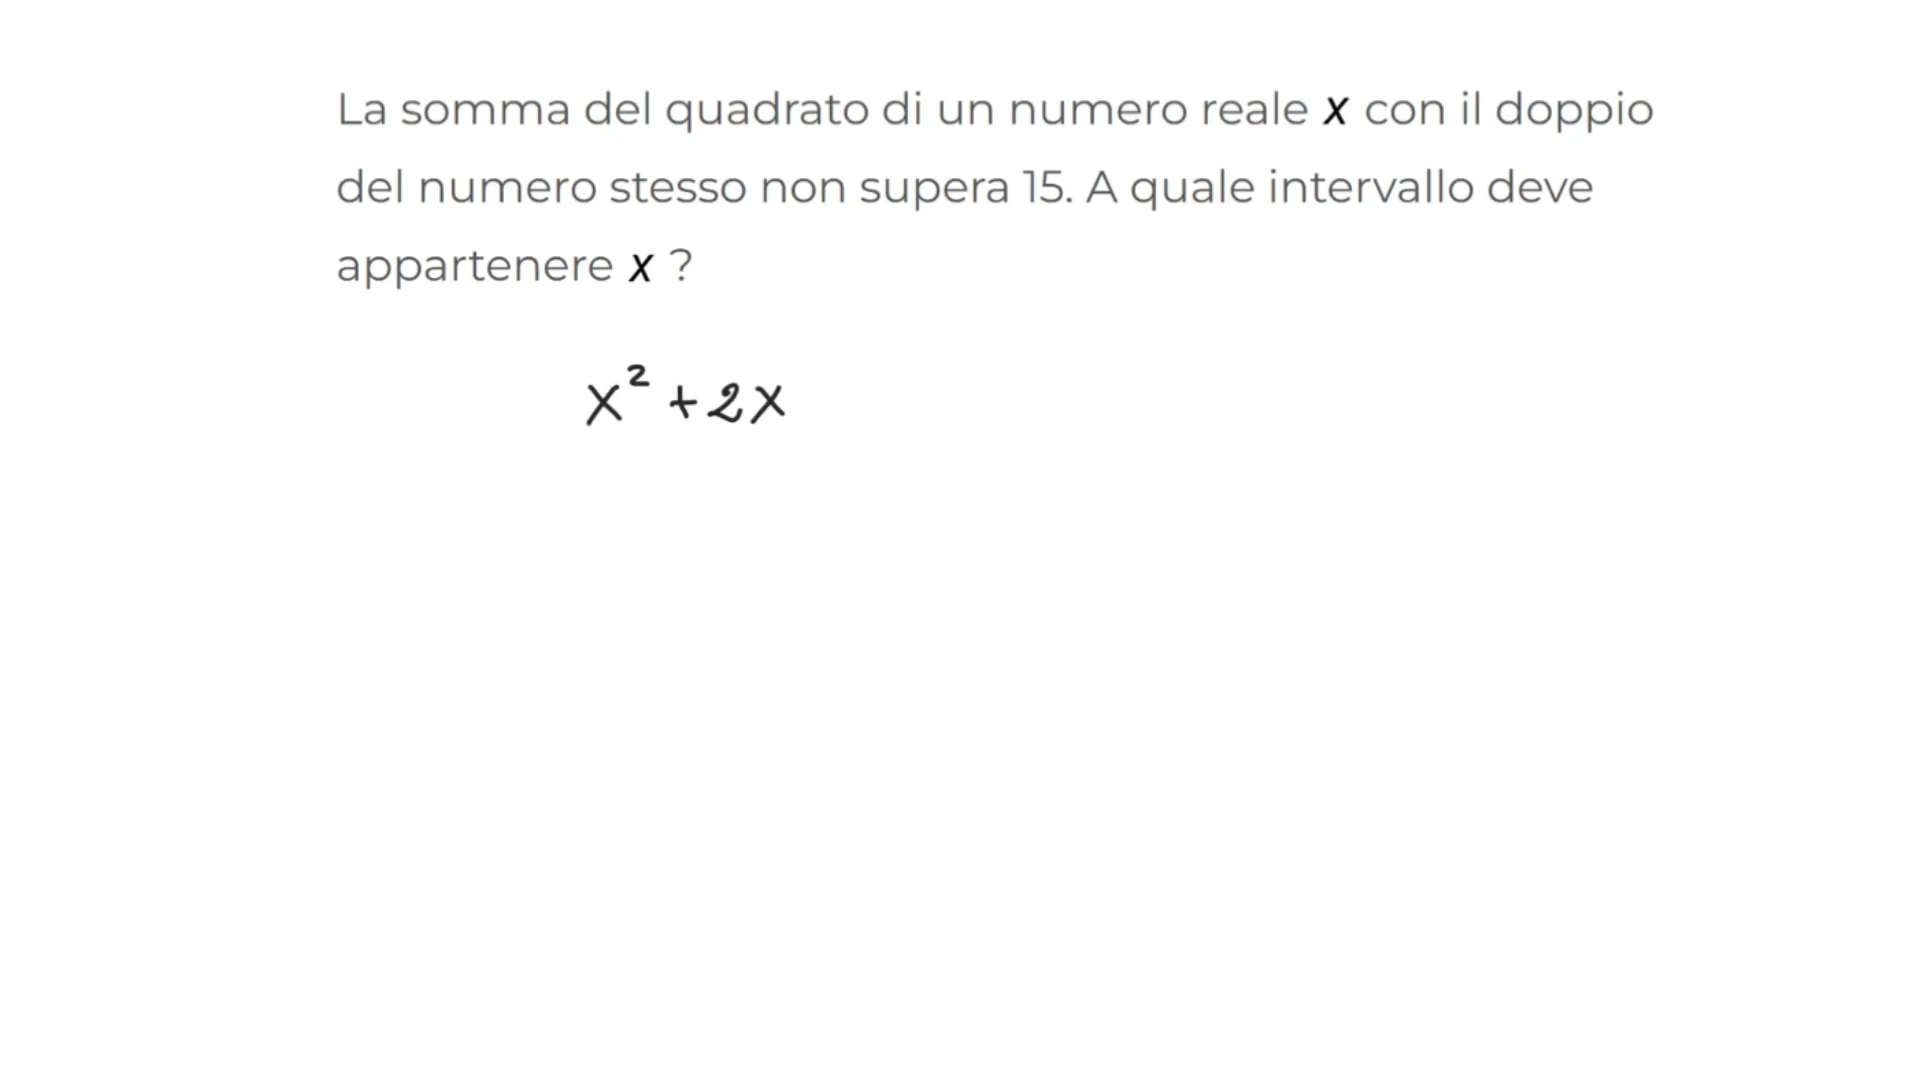 La somma del quadrato di un numero reale x con il doppio
del numero stesso non supera 15. A quale intervallo deve
appartenere x ?
x² + 2x